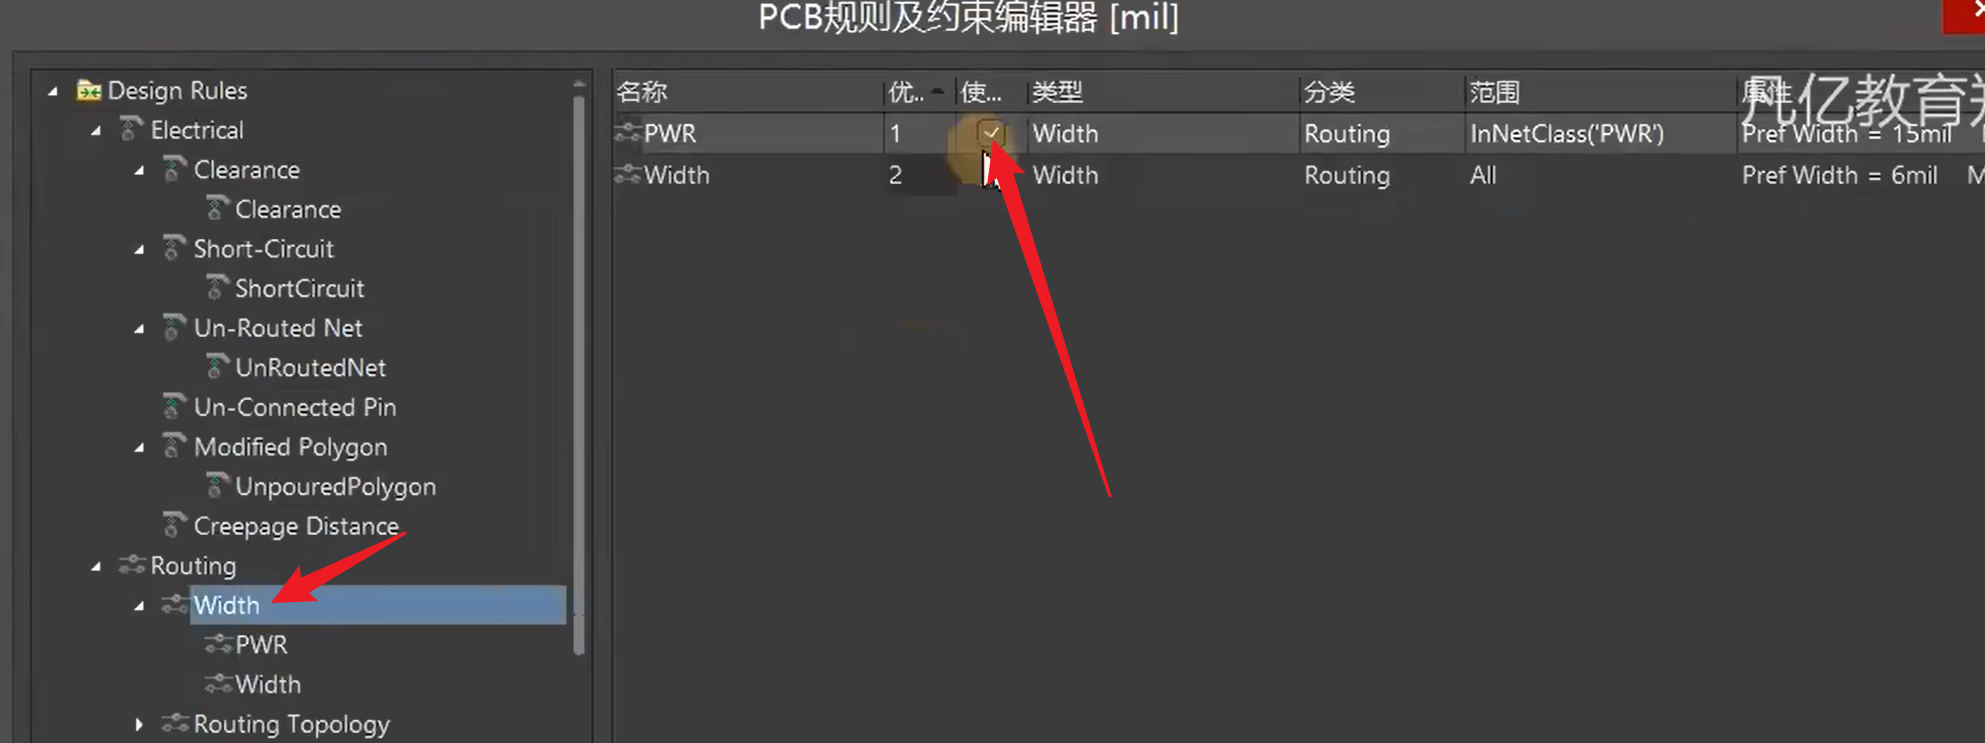 PCB规则及约束编辑器 [mil]
Design Rules
Electrical
Clearance
Clearance
Short-Circuit
ShortCircuit
Un-Routed Net
UnRoutedNet
Un-Connected Pin
Modified Polygon
UnpouredPolygon
Creepage Distance
Routing
Width
PWR
Width
Routing Topology
名称 优.. 使... 类型 分类 范围 属性
凡亿教育
PWR 1 Width Routing InNetClass('PWR') Pref Width = 15mil
Width 2 Width Routing All Pref Width = 6mil M